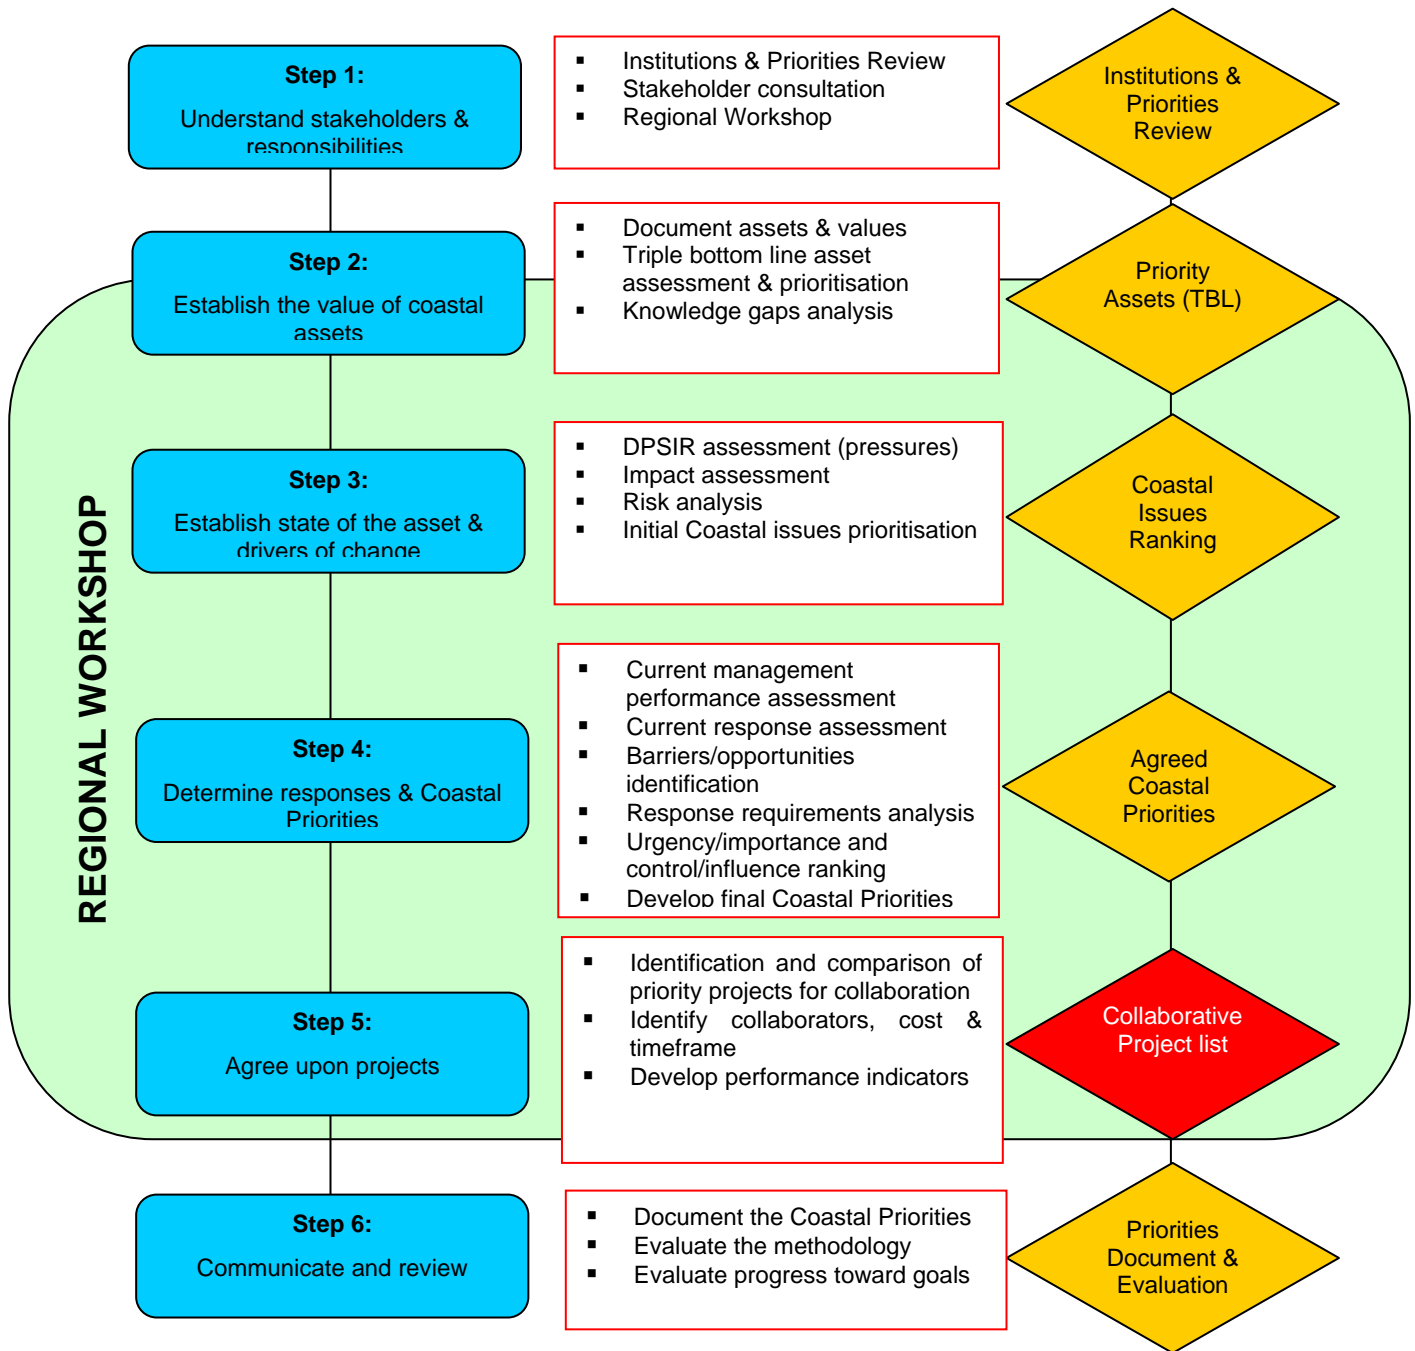 Step 1:
Understand stakeholders &
responsibilities
▪ Institutions & Priorities Review
▪ Stakeholder consultation
▪ Regional Workshop
Institutions &
Priorities
Review
Step 2:
Establish the value of coastal
assets
▪ Document assets & values
▪ Triple bottom line asset
assessment & prioritisation
▪ Knowledge gaps analysis
Priority
Assets (TBL)
REGIONAL WORKSHOP
Step 3:
Establish state of the asset &
drivers of change
▪ DPSIR assessment (pressures)
▪ Impact assessment
▪ Risk analysis
▪ Initial Coastal issues prioritisation
Coastal
Issues
Ranking
Step 4:
Determine responses & Coastal
Priorities
▪ Current management
performance assessment
▪ Current response assessment
▪ Barriers/opportunities
identification
▪ Response requirements analysis
▪ Urgency/importance and
control/influence ranking
▪ Develop final Coastal Priorities
Agreed
Coastal
Priorities
Step 5:
Agree upon projects
▪ Identification and comparison of
priority projects for collaboration
▪ Identify collaborators, cost &
timeframe
▪ Develop performance indicators
Collaborative
Project list
Step 6:
Communicate and review
▪ Document the Coastal Priorities
▪ Evaluate the methodology
▪ Evaluate progress toward goals
Priorities
Document &
Evaluation